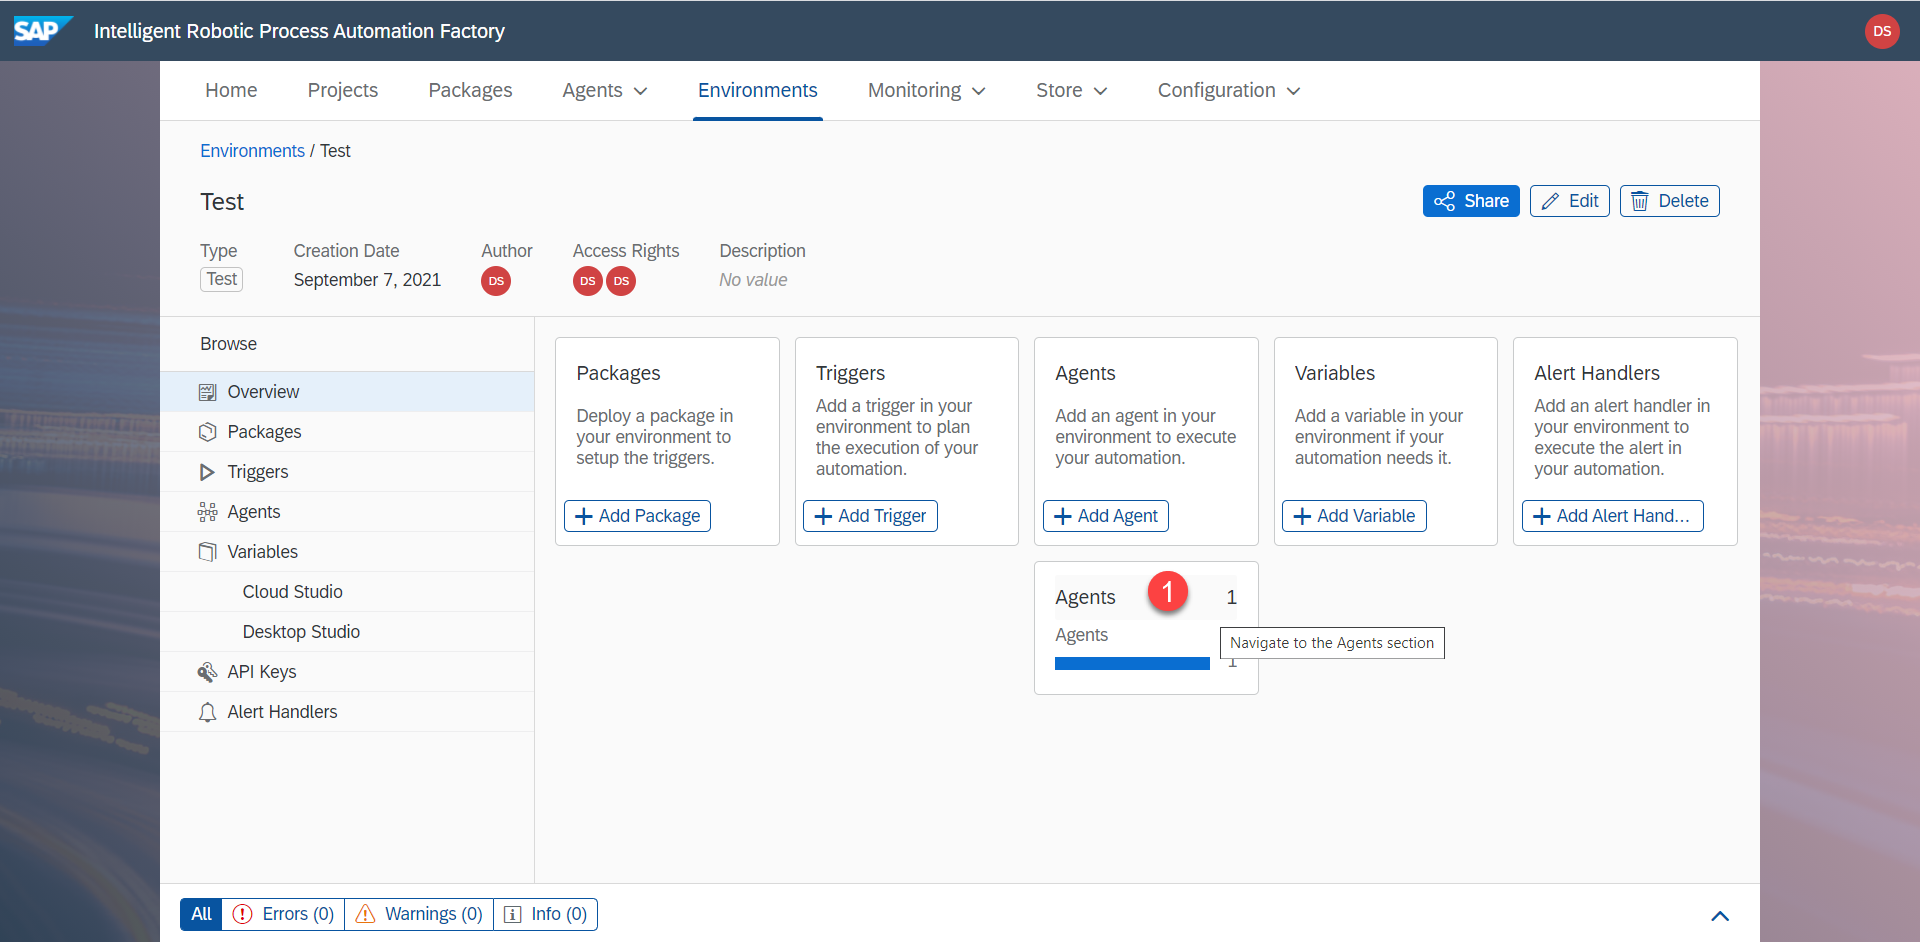 SAP Intelligent Robotic Process Automation Factory DS
Home Projects Packages Agents Environments Monitoring Store Configuration
Environments / Test
Test
Share Edit Delete
Type Creation Date Author Access Rights Description
Test September 7, 2021 DS DS DS No value
Browse
Overview
Packages
Triggers
Agents
Variables
Cloud Studio
Desktop Studio
API Keys
Alert Handlers
Packages
Deploy a package in
your environment to
setup the triggers.
Add Package
Triggers
Add a trigger in your
environment to plan
the execution of your
automation.
Add Trigger
Agents
Add an agent in your
environment to execute
your automation.
Add Agent
Variables
Add a variable in your
environment if your
automation needs it.
Add Variable
Alert Handlers
Add an alert handler in
your environment to
execute the alert in
your automation.
Add Alert Hand...
Agents 1 1
Agents
1
Navigate to the Agents section
All Errors (0) Warnings (0) Info (0)